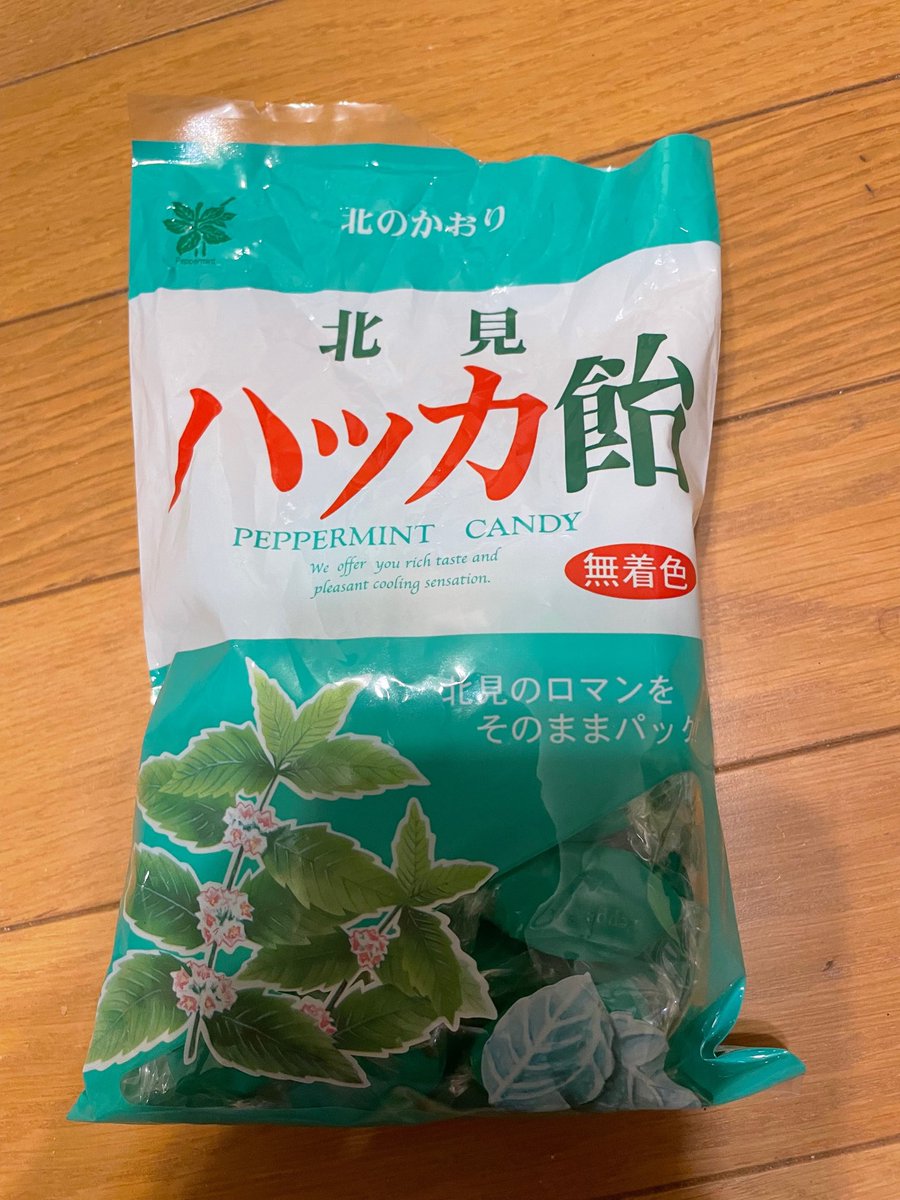 Peppermint
北のかおり
北見
ハッカ飴
PEPPERMINT CANDY
We offer you rich taste and
pleasant cooling sensation.
無着色
北見のロマンを
そのままパック